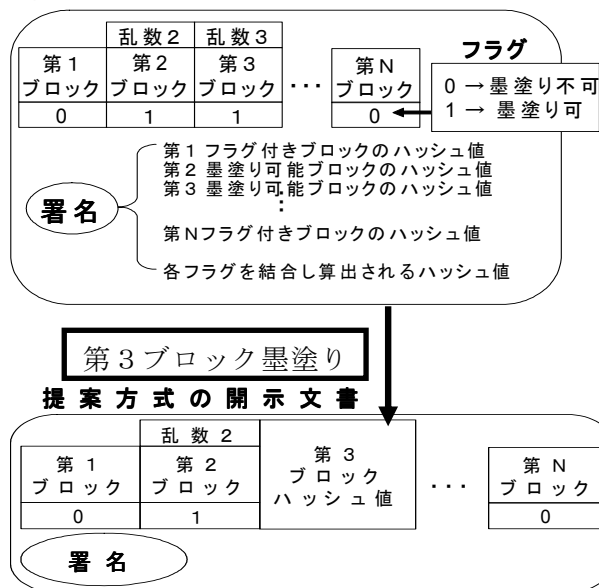 乱数2 乱数3
フラグ
第1 第2 第3 第N
ブロック ブロック ブロック ・・・ ブロック
0 1 1 0
0 → 墨塗り不可
1 → 墨塗り可
第1 フラグ付きブロックのハッシュ値
第2 墨塗り可能ブロックのハッシュ値
第3 墨塗り可能ブロックのハッシュ値
⋮
署名
第Nフラグ付きブロックのハッシュ値
各フラグを結合し算出されるハッシュ値
第3ブロック墨塗り
提案方式の開示文書
乱数2
第1 第2 第3 第N
ブロック ブロック ブロック ・・・ ブロック
ハッシュ値
0 1 0
署名